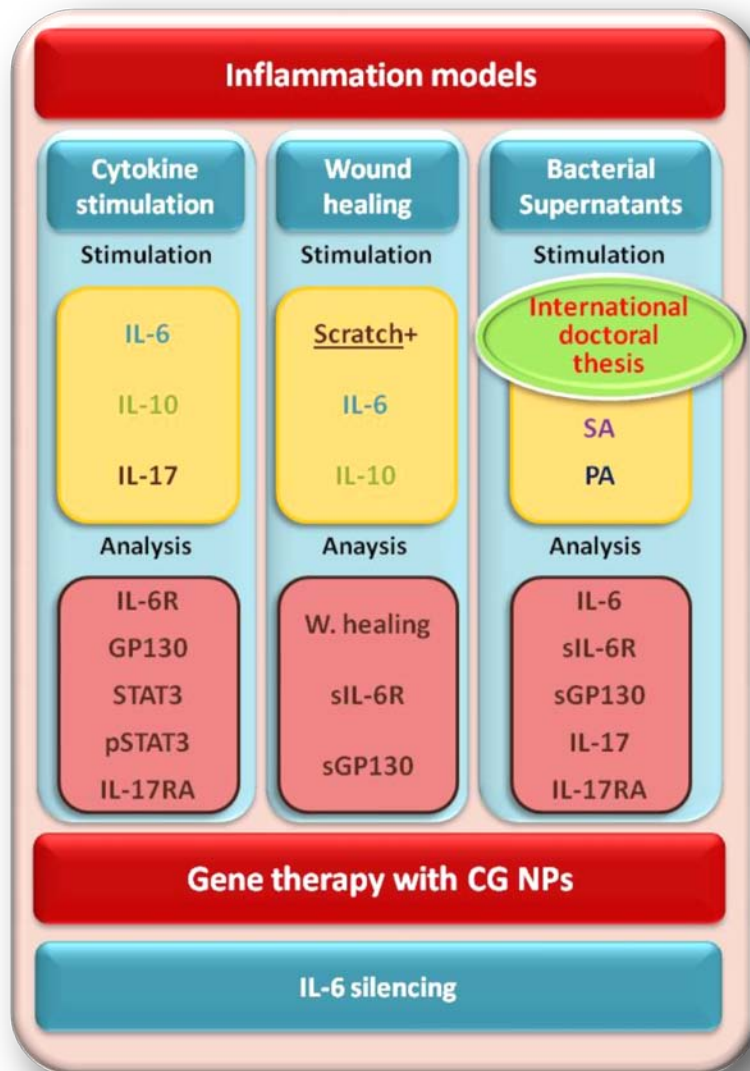 Inflammation models
Cytokine
stimulation
Stimulation
IL-6
IL-10
IL-17
Analysis
IL-6R
GP130
STAT3
pSTAT3
IL-17RA
Wound
healing
Stimulation
Scratch+
IL-6
IL-10
Anaysis
W. healing
sIL-6R
sGP130
Bacterial
Supernatants
Stimulation
International
doctoral
thesis
SA
PA
Analysis
IL-6
sIL-6R
sGP130
IL-17
IL-17RA
Gene therapy with CG NPs
IL-6 silencing